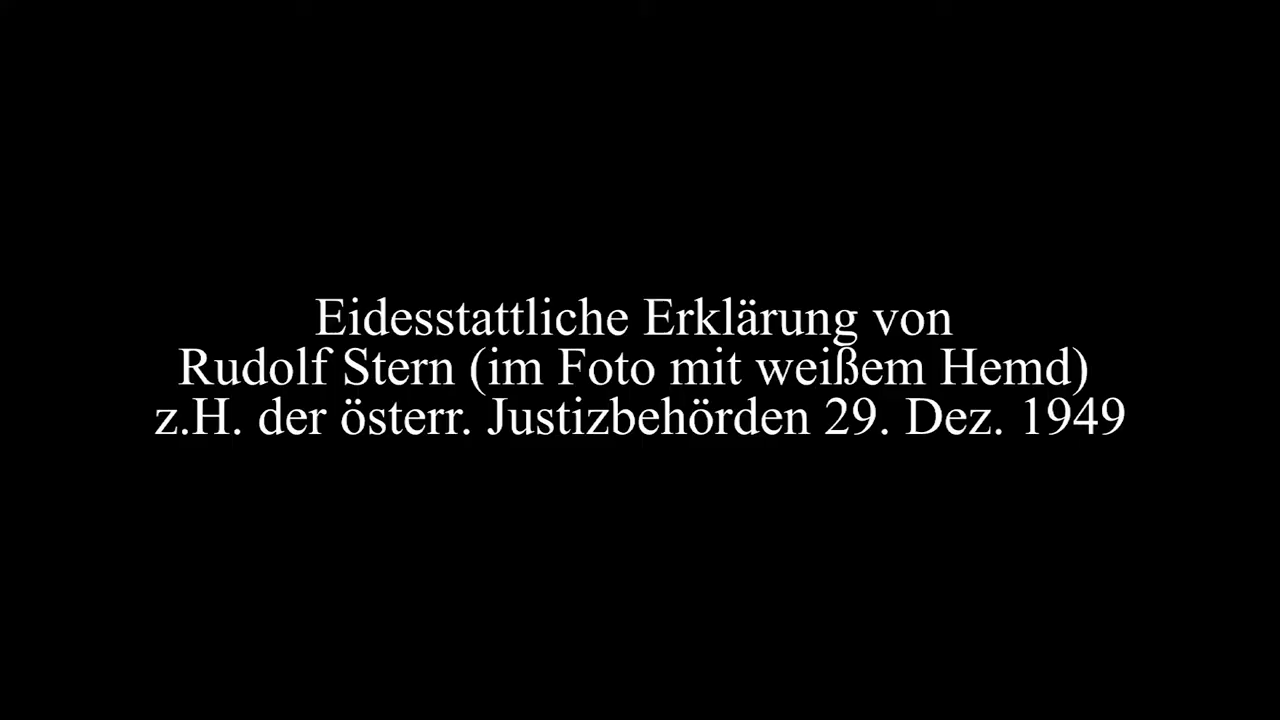 Eidesstattliche Erklärung von
Rudolf Stern (im Foto mit weißem Hemd)
z.H. der österr. Justizbehörden 29. Dez. 1949